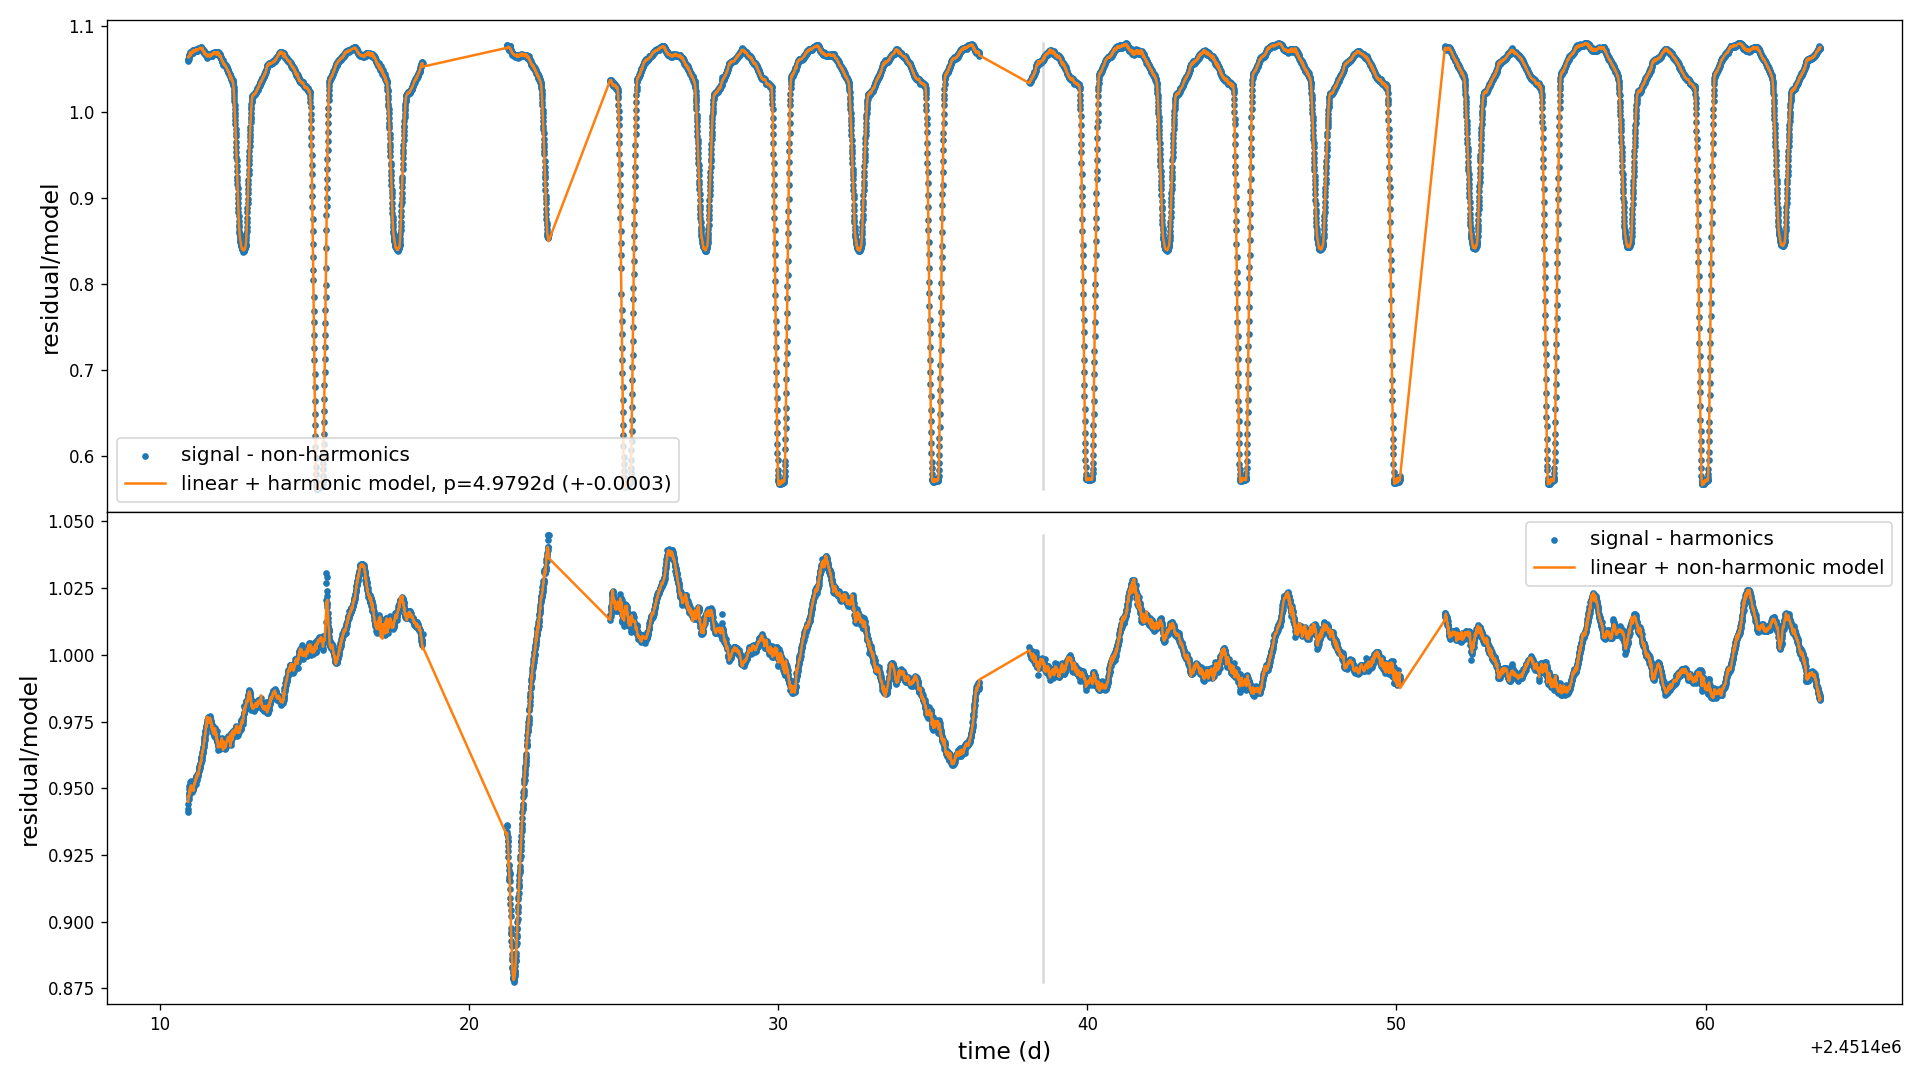 1.1
1.0
0.9
0.8
0.7
0.6
residual/model
signal - non-harmonics
linear + harmonic model, p=4.9792d (+-0.0003)
1.050
1.025
1.000
0.975
0.950
0.925
0.900
0.875
residual/model
signal - harmonics
linear + non-harmonic model
10
20
30
40
50
60
time (d)
+2.4514e6